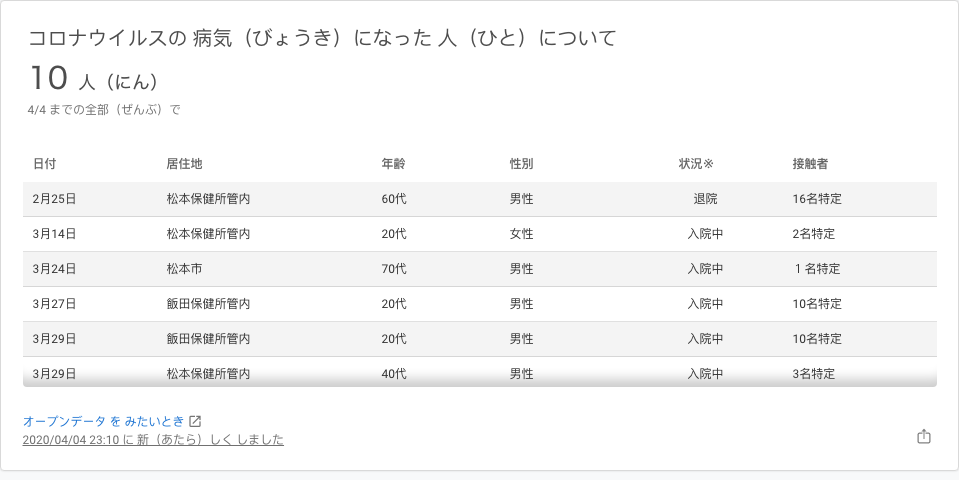 コロナウイルスの 病気（びょうき）になった 人（ひと）について
10 人（にん）
4/4 までの全部（ぜんぶ）で
日付 居住地 年齢 性別 状況※ 接触者
2月25日 松本保健所管内 60代 男性 退院 16名特定
3月14日 松本保健所管内 20代 女性 入院中 2名特定
3月24日 松本市 70代 男性 入院中 １名特定
3月27日 飯田保健所管内 20代 男性 入院中 10名特定
3月29日 飯田保健所管内 20代 男性 入院中 10名特定
3月29日 松本保健所管内 40代 男性 入院中 3名特定
オープンデータ を みたいとき
2020/04/04 23:10 に 新（あたら）しく しました